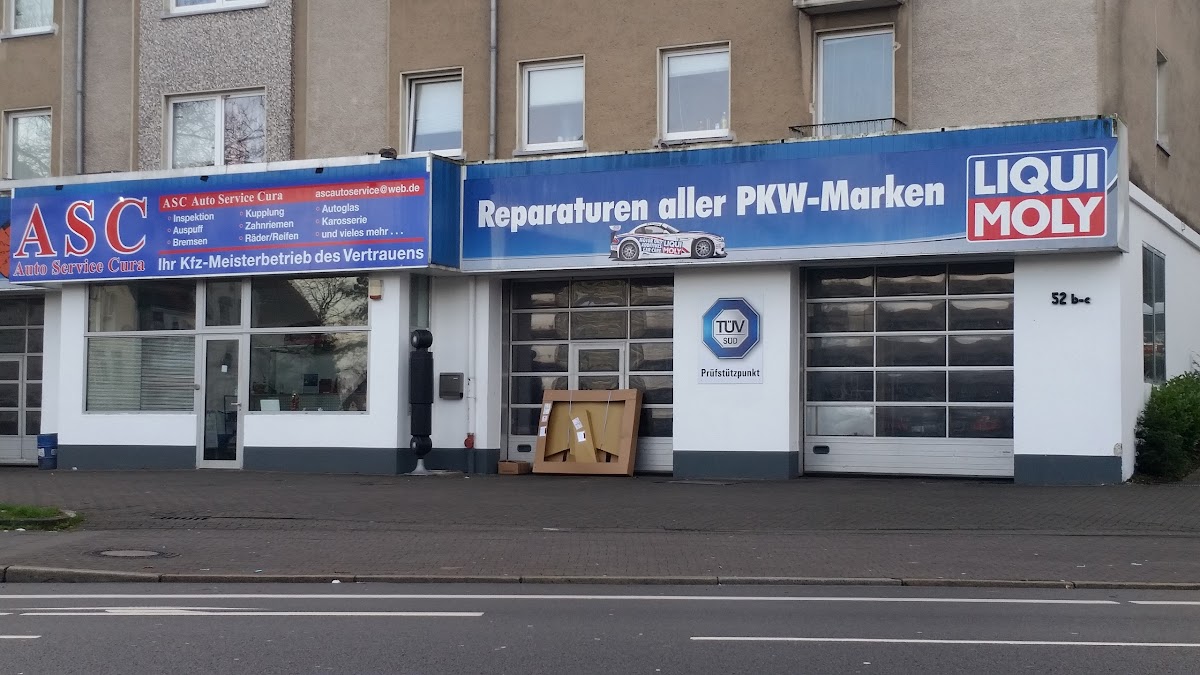 ASC
Auto Service Cura
ASC Auto Service Cura
ascautoservice@web.de
Inspektion
Auspuff
Bremsen
Kupplung
Zahnriemen
Räder/Reifen
Autoglas
Karosserie
und vieles mehr . . .
Ihr Kfz-Meisterbetrieb des Vertrauens
Reparaturen aller PKW-Marken
LIQUI
MOLY
LIQUI
MOLY
TÜV
SÜD
Prüfstützpunkt
52 b-c